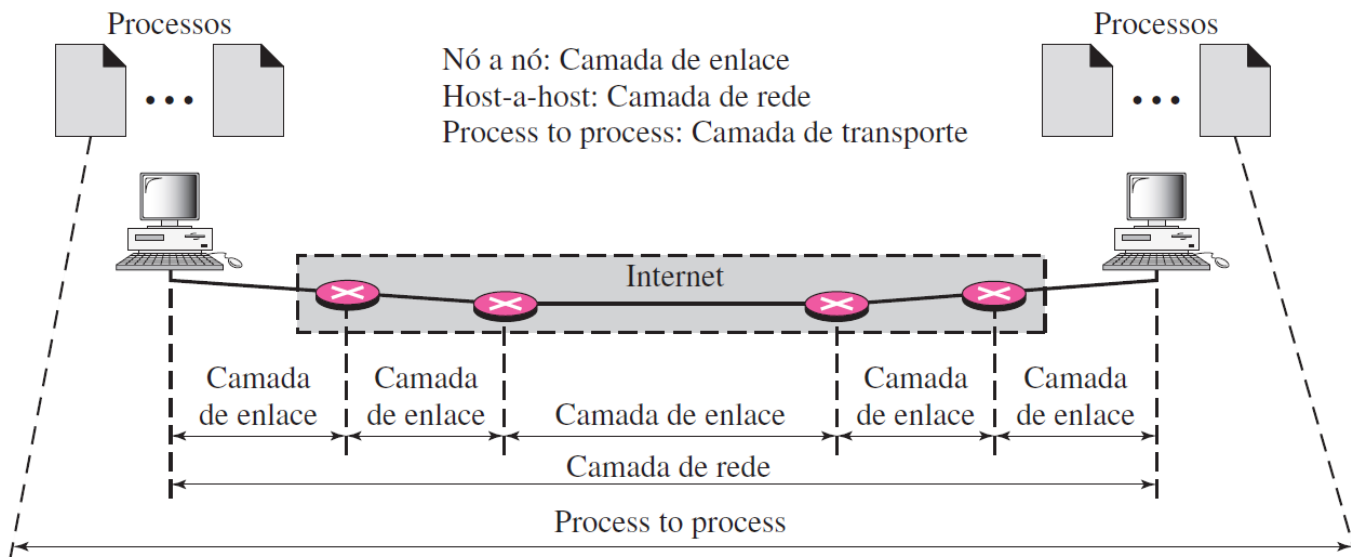 Processos
Processos
Nó a nó: Camada de enlace
Host-a-host: Camada de rede
Process to process: Camada de transporte
Internet
Camada
de enlace
Camada
de enlace
Camada de enlace
Camada
de enlace
Camada
de enlace
Camada de rede
Process to process